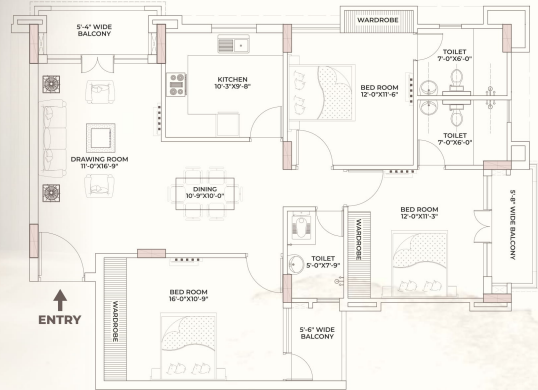 5'-4" WIDE
BALCONY
WARDROBE
KITCHEN
10'-3"X9'-8"
TOILET
7'-0"X6'-0"
BED ROOM
12'-0"X11'-6"
TOILET
7'-0"X6'-0"
DRAWING ROOM
11'-0"X16'-9"
DINING
10'-9"X10'-0"
BED ROOM
12'-0"X11'-3"
5'-8" WIDE BALCONY
WARDROBE
TOILET
5'-0"X7'-9"
BED ROOM
16'-0"X10'-9"
WARDROBE
ENTRY
5'-6" WIDE
BALCONY